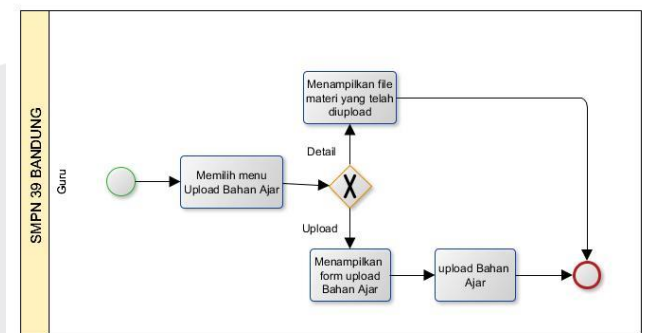 SMPN 39 BANDUNG
Guru
Memilih menu
Upload Bahan Ajar
Menampilkan file
materi yang telah
diupload
Detail
X
Upload
Menampilkan
form upload
Bahan Ajar
upload Bahan
Ajar